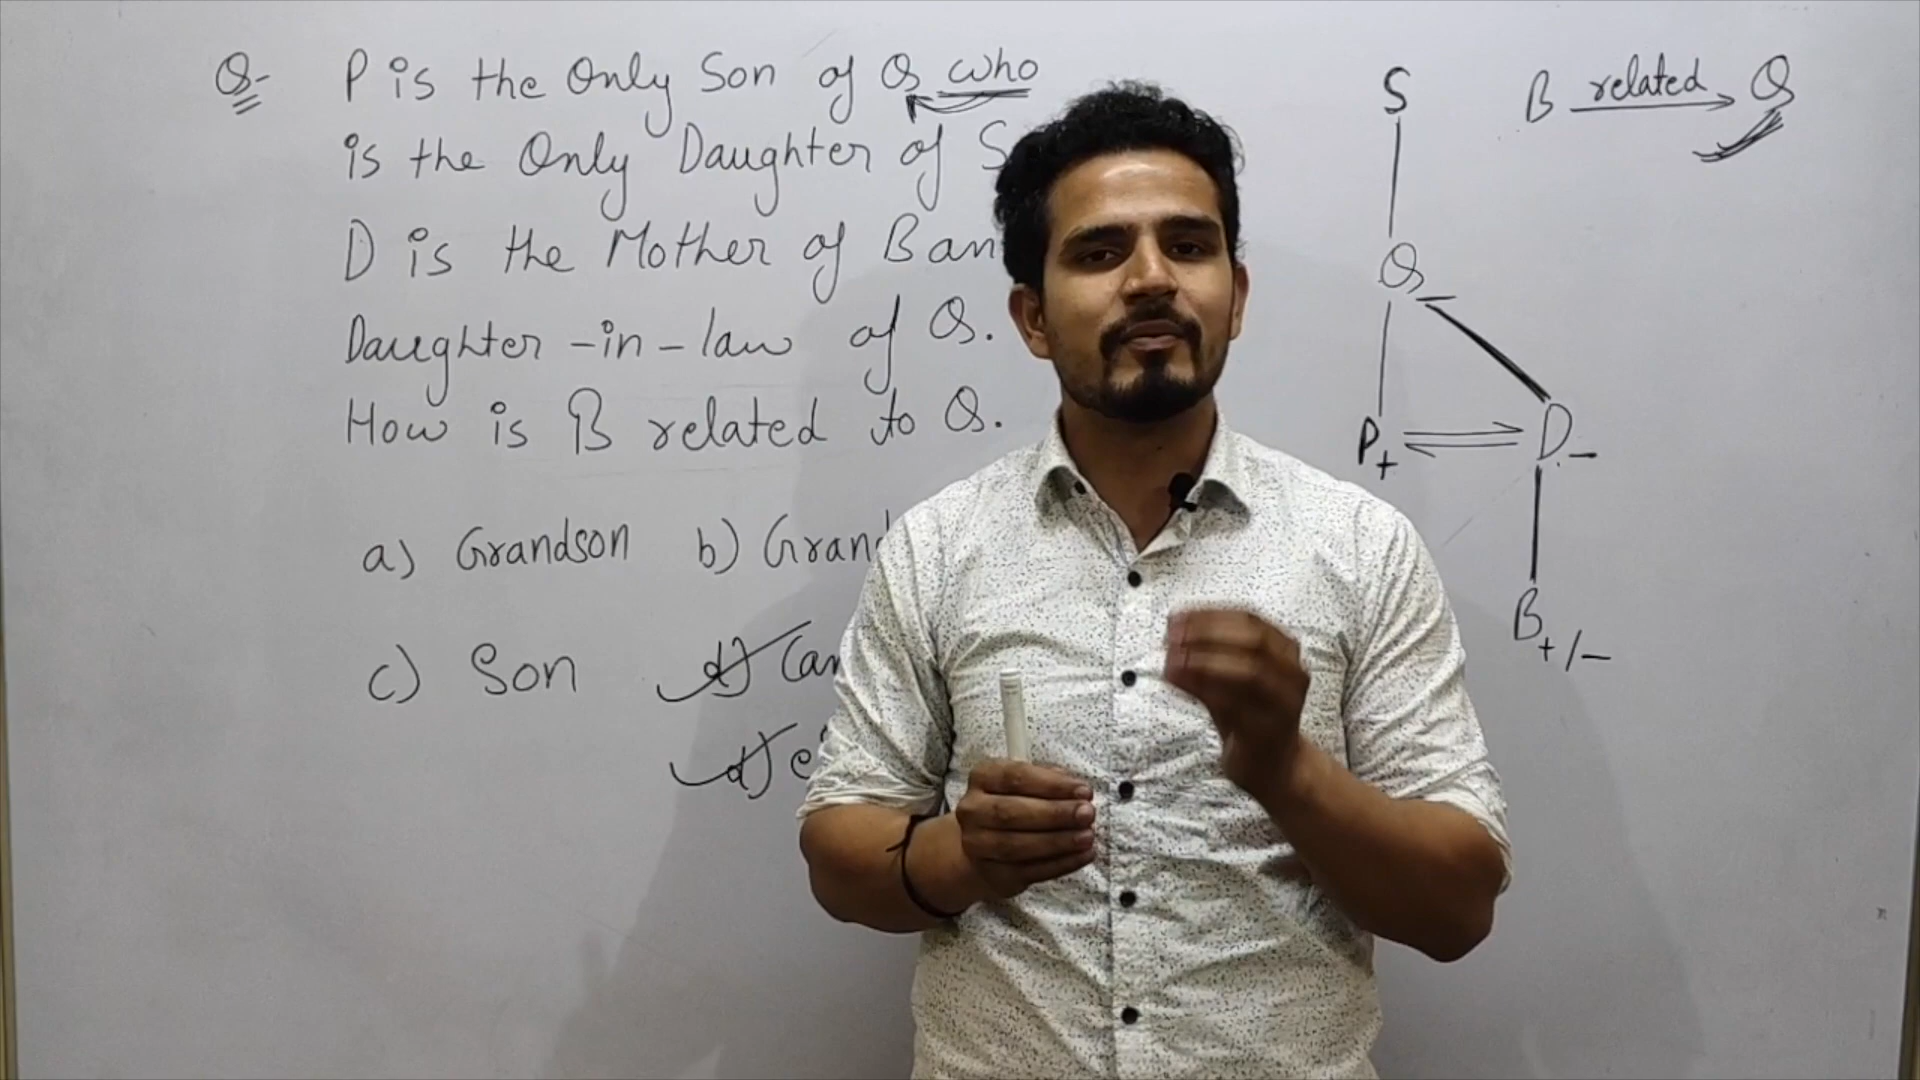 Q- P is the Only Son of Q who
is the Only Daughter of S
D is the Mother of B an
Daughter-in-law of Q.
How is B related to Q.
a) Grandson b) Gran
c) Son d) Can
d) e
S
Q
P+ D-
B+/-
B related Q